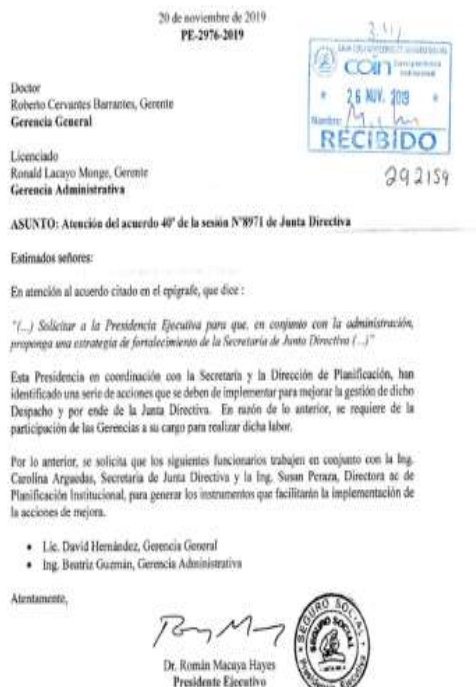 20 de noviembre de 2019
PE-2976-2019
COIN
26 NOV. 2019
Nombre:
RECIBIDO
292159
Doctor
Roberto Cervantes Barrantes, Gerente
Gerencia General
Licenciado
Ronald Lacayo Monge, Gerente
Gerencia Administrativa
ASUNTO: Atención del acuerdo 40° de la sesión N°8971 de Junta Directiva
Estimados señores:
En atención al acuerdo citado en el epígrafe, que dice :
"(...) Solicitar a la Presidencia Ejecutiva para que, en conjunto con la administración,
proponga una estrategia de fortalecimiento de la Secretaría de Junta Directiva (...)"
Esta Presidencia en coordinación con la Secretaría y la Dirección de Planificación, han
identificado una serie de acciones que se deben de implementar para mejorar la gestión de dicho
Despacho y por ende de la Junta Directiva. En razón de lo anterior, se requiere de la
participación de las Gerencias a su cargo para realizar dicha labor.
Por lo anterior, se solicita que los siguientes funcionarios trabajen en conjunto con la Ing.
Carolina Arguedas, Secretaria de Junta Directiva y la Ing. Susan Peraza, Directora ac de
Planificación Institucional, para generar los instrumentos que facilitarán la implementación de
la acciones de mejora.
• Lic. David Hernández, Gerencia General
• Ing. Beatriz Guzmán, Gerencia Administrativa
Atentamente,
Dr. Román Macaya Hayes
Presidente Ejecutivo
SEGURO SOCIAL
Presidencia Ejecutiva